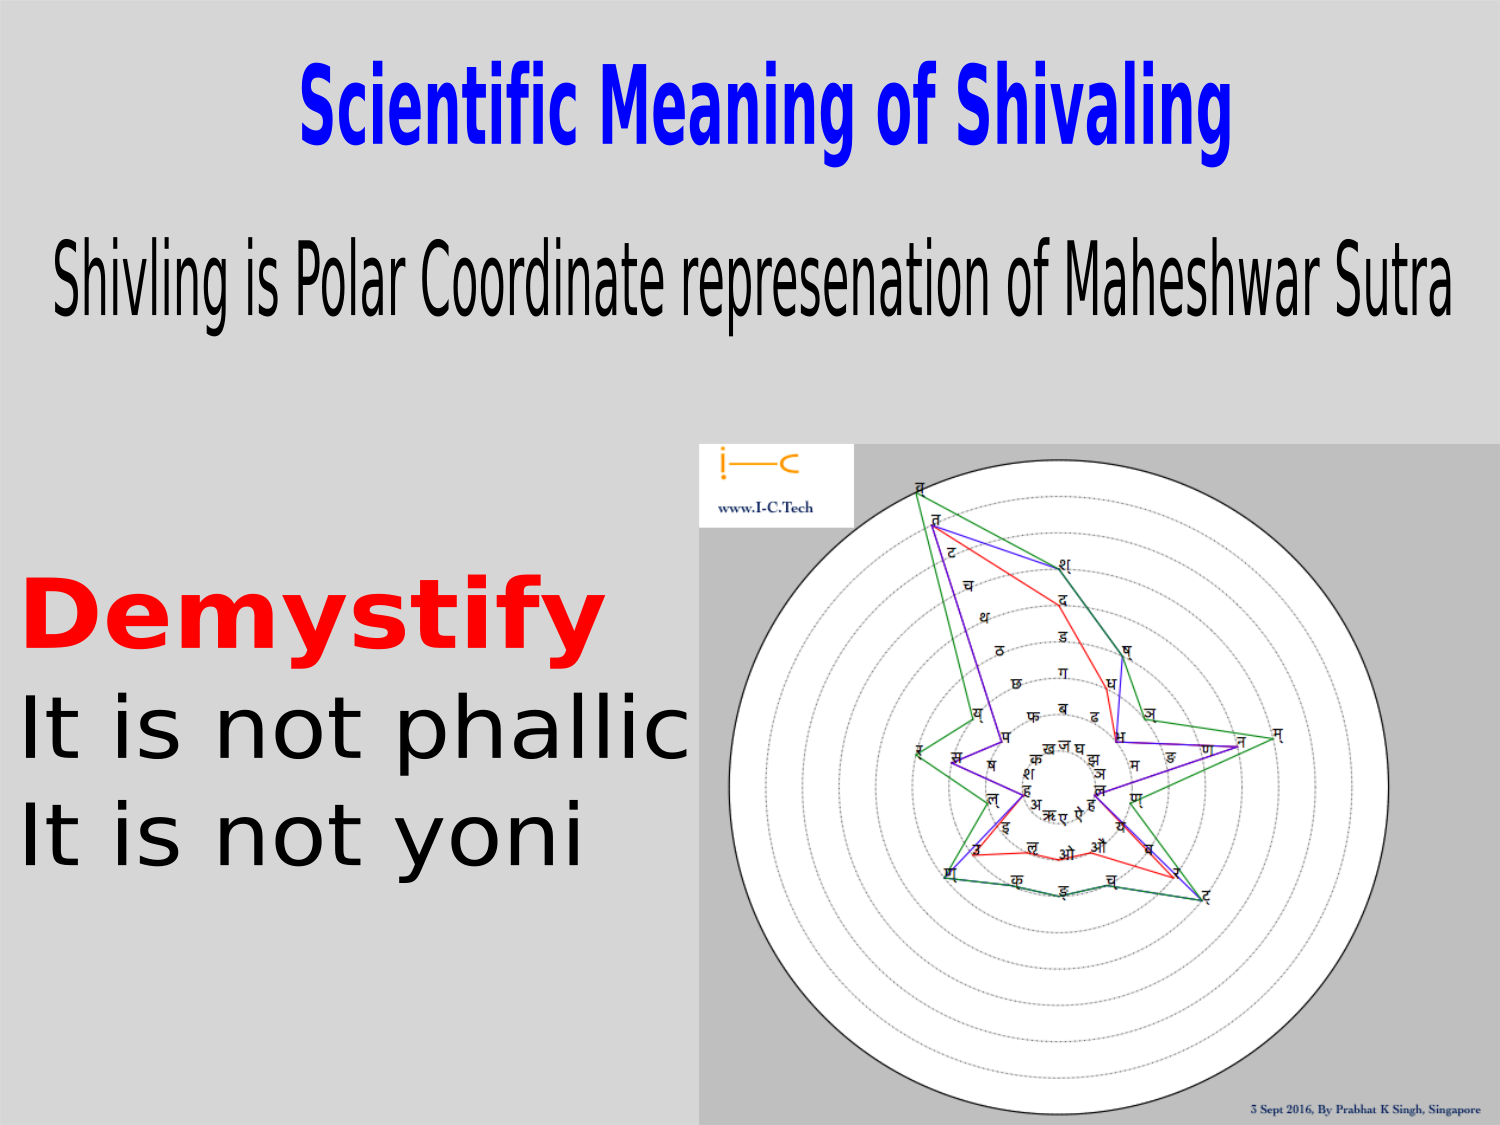 Scientific Meaning of Shivaling
Shivling is Polar Coordinate represenation of Maheshwar Sutra
Demystify
It is not phallic
It is not yoni
www.I-C.Tech
व्
त
ट
श्
च
द
थ
ड
ठ
ष्
ग
छ
ध
य्
फ
ब
ढ
ञ्
प
भ
म्
र्
स
ष
क
ख
ज
घ
झ
म
ङ
ण
न
श
ञ
ह
ल
ल्
अ
ह
ण्
ऋ
ए
ऐ
इ
य
उ
ऌ
ओ
औ
व
ण्
क्
ङ्
च्
र
ट्
3 Sept 2016, By Prabhat K Singh, Singapore